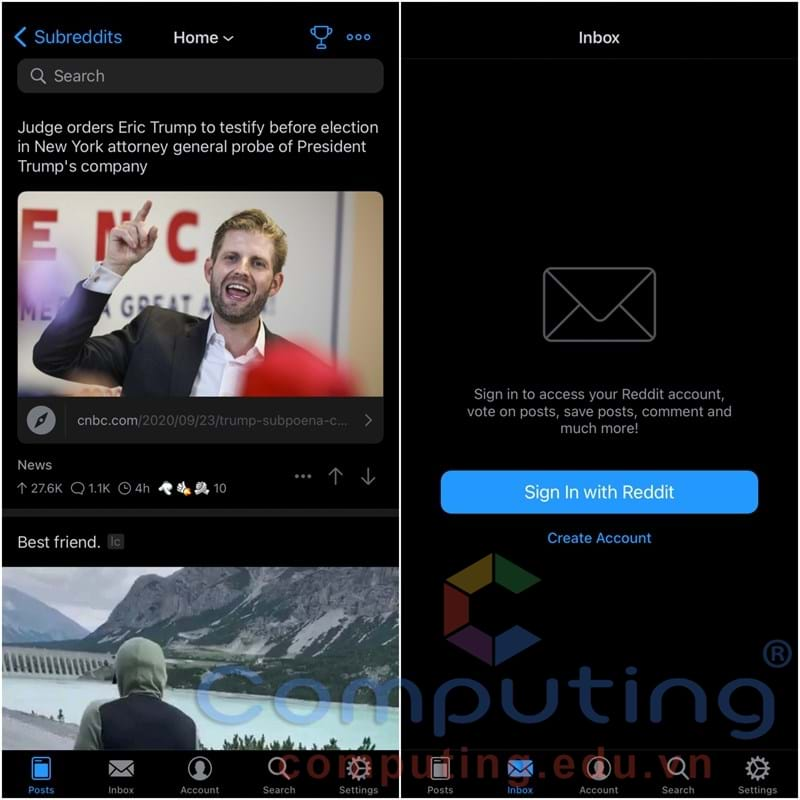 Subreddits
Home
Search
Judge orders Eric Trump to testify before election
in New York attorney general probe of President
Trump's company
E N C
A GREAT A
cnbc.com/2020/09/23/trump-subpoena-c...
News
27.6K 1.1K 4h 10
Best friend. lc
Posts Inbox Account Search Settings
Inbox
Sign in to access your Reddit account,
vote on posts, save posts, comment and
much more!
Sign In with Reddit
Create Account
Computing ®
computing.edu.vn
Posts Inbox Account Search Settings